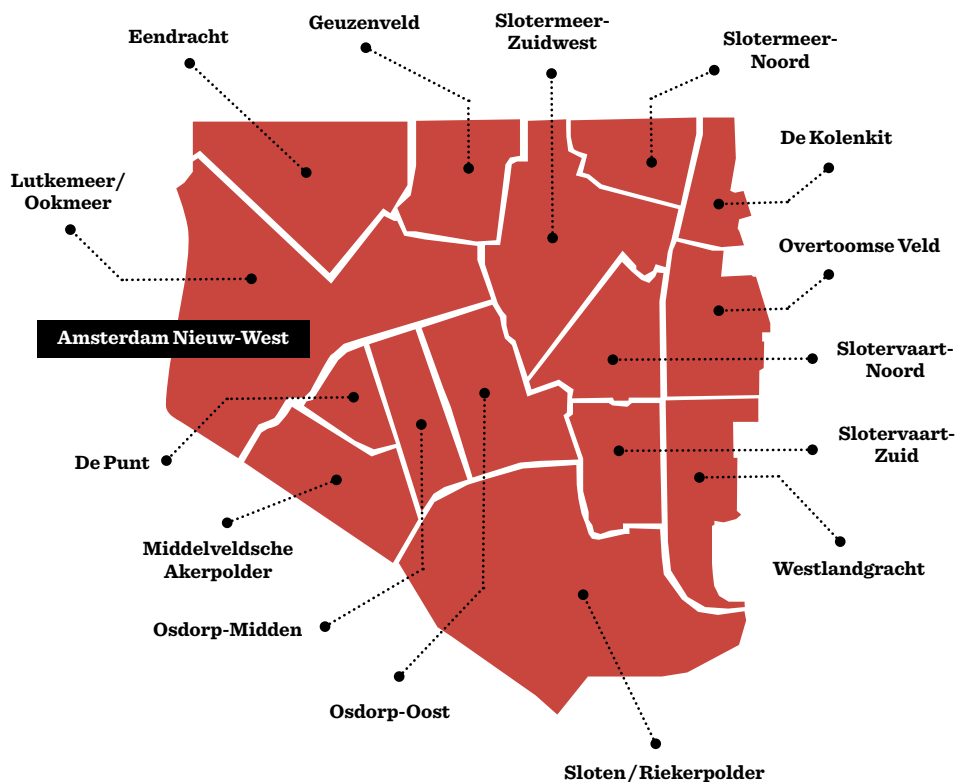 Eendracht
Geuzenveld
Slotermeer-
Zuidwest
Slotermeer-
Noord
De Kolenkit
Lutkemeer/
Ookmeer
Overtoomse Veld
Amsterdam Nieuw-West
Slotervaart-
Noord
Slotervaart-
Zuid
De Punt
Middelveldsche
Akerpolder
Westlandgracht
Osdorp-Midden
Osdorp-Oost
Sloten/Riekerpolder